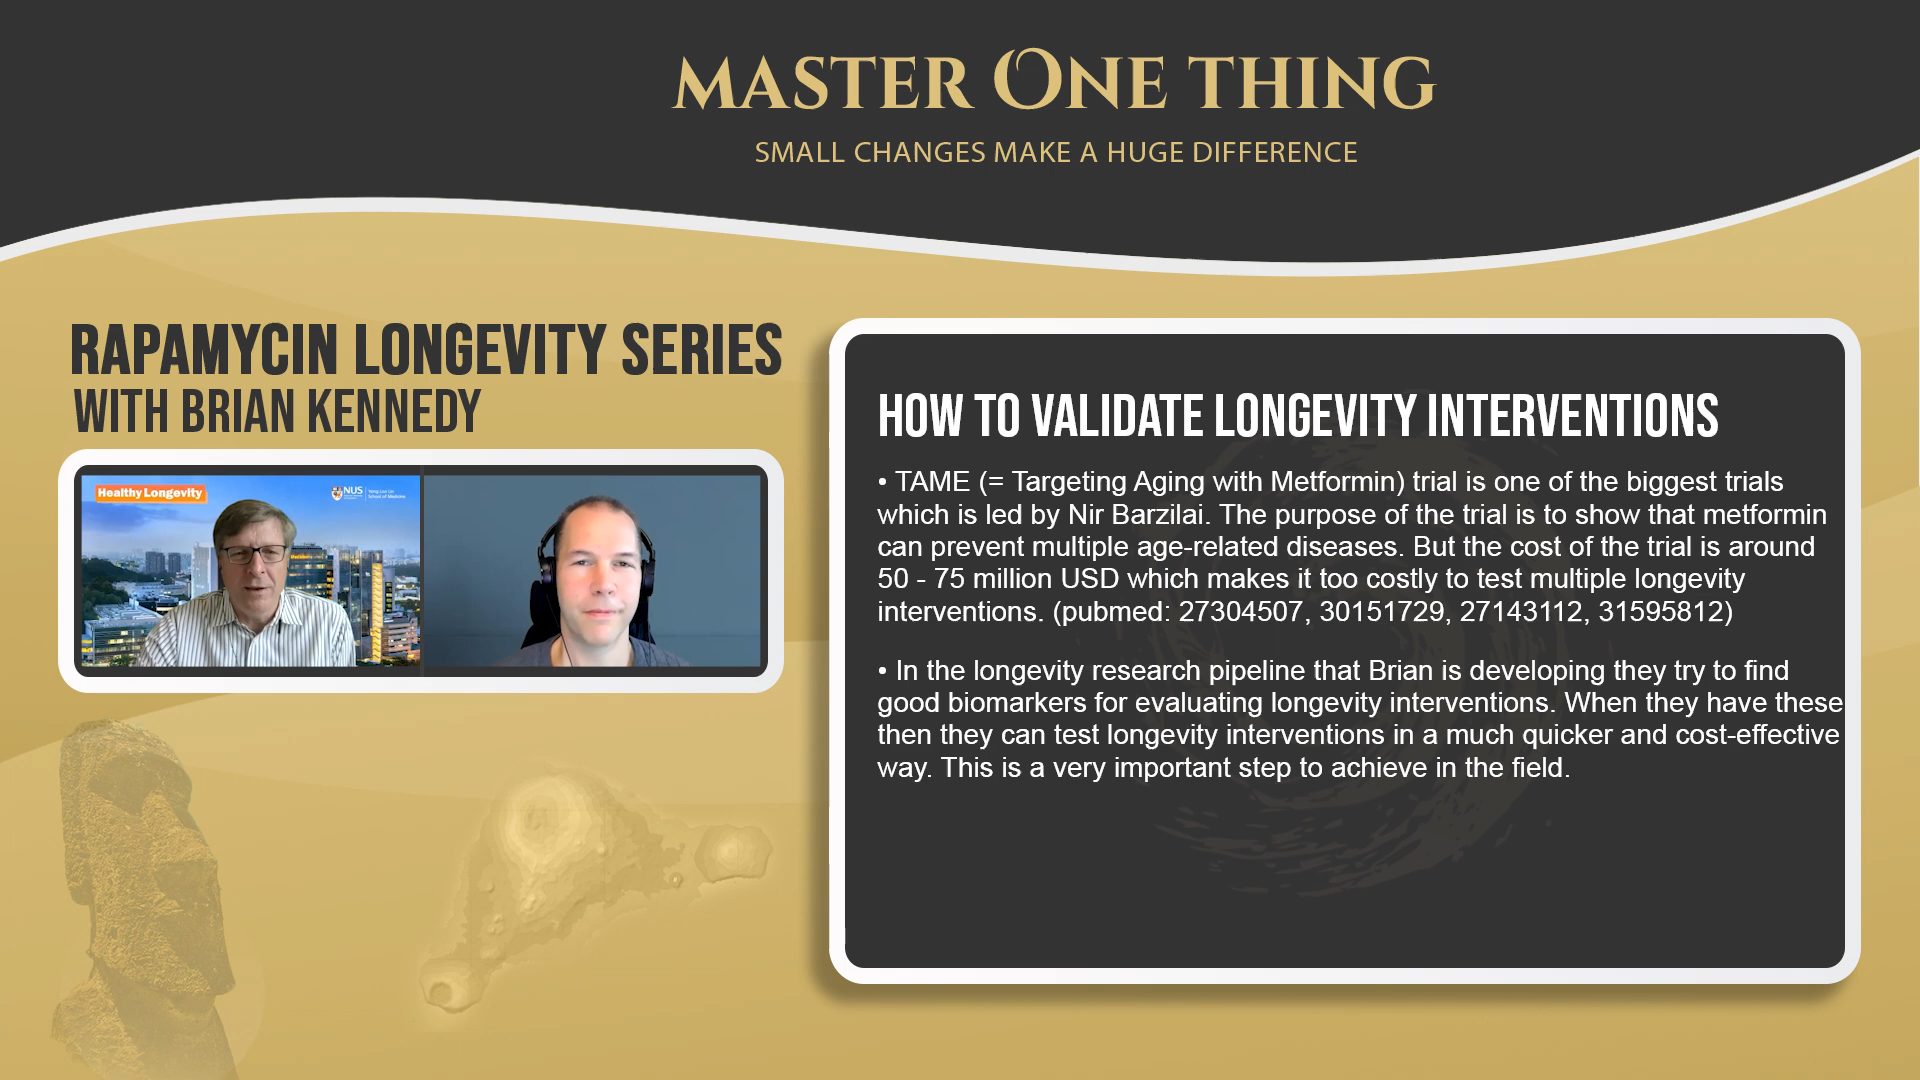 MASTER ONE THING
SMALL CHANGES MAKE A HUGE DIFFERENCE
RAPAMYCIN LONGEVITY SERIES
WITH BRIAN KENNEDY
Healthy Longevity
NUS
Yong Loo Lin
School of Medicine
HOW TO VALIDATE LONGEVITY INTERVENTIONS
• TAME (= Targeting Aging with Metformin) trial is one of the biggest trials
which is led by Nir Barzilai. The purpose of the trial is to show that metformin
can prevent multiple age-related diseases. But the cost of the trial is around
50 - 75 million USD which makes it too costly to test multiple longevity
interventions. (pubmed: 27304507, 30151729, 27143112, 31595812)
• In the longevity research pipeline that Brian is developing they try to find
good biomarkers for evaluating longevity interventions. When they have these
then they can test longevity interventions in a much quicker and cost-effective
way. This is a very important step to achieve in the field.